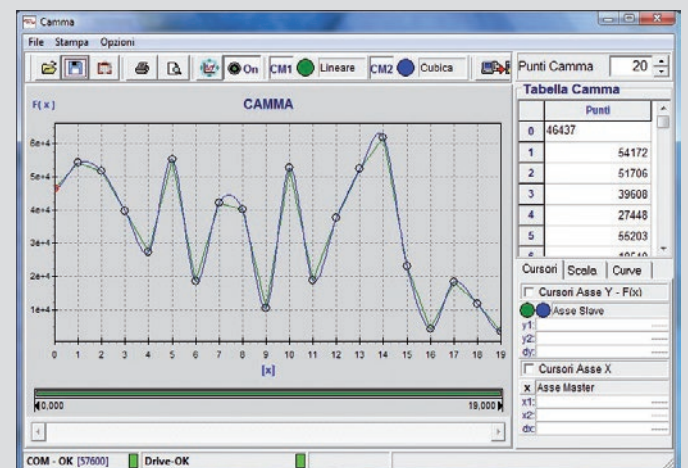 Camma
File Stampa Opzioni
On CM1 Lineare CM2 Cubica
Punti Camma 20
F( x )
CAMMA
6e+4
5e+4
4e+4
3e+4
2e+4
1e+4
0 1 2 3 4 5 6 7 8 9 10 11 12 13 14 15 16 17 18 19
[x]
0,000 19,000
Tabella Camma
Punti
0 46437
1 54172
2 51706
3 39608
4 27448
5 55203
Cursori Scala Curve
Cursori Asse Y - F(x)
Asse Slave
y1: -----
y2: -----
dy: -----
Cursori Asse X
x Asse Master
x1: -----
x2: -----
dx: -----
COM - OK [57600] Drive-OK